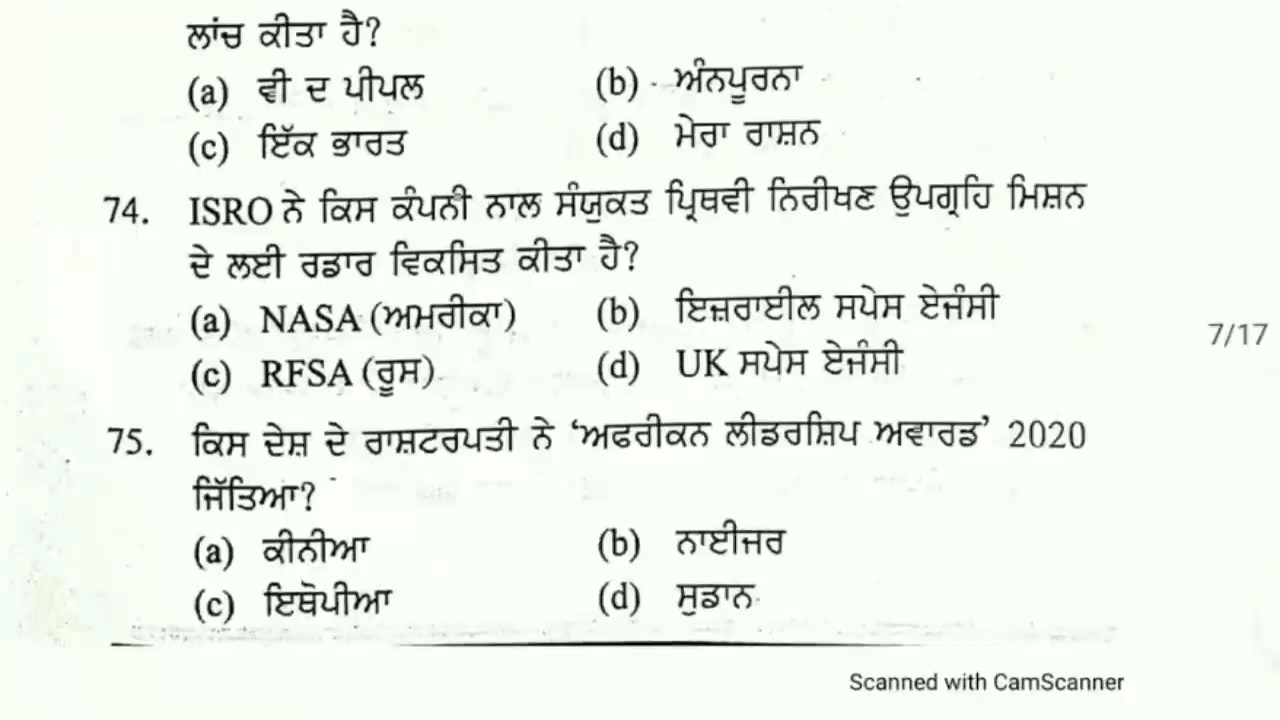 ਲਾਂਚ ਕੀਤਾ ਹੈ?
(a) ਵੀ ਦ ਪੀਪਲ (b) ਅੰਨਪੂਰਨਾ
(c) ਇੱਕ ਭਾਰਤ (d) ਮੇਰਾ ਰਾਸ਼ਨ
74. ISRO ਨੇ ਕਿਸ ਕੰਪਨੀ ਨਾਲ ਸੰਯੁਕਤ ਪ੍ਰਿਥਵੀ ਨਿਰੀਖਣ ਉਪਗ੍ਰਹਿ ਮਿਸ਼ਨ
ਦੇ ਲਈ ਰਡਾਰ ਵਿਕਸਿਤ ਕੀਤਾ ਹੈ?
(a) NASA (ਅਮਰੀਕਾ) (b) ਇਜ਼ਰਾਈਲ ਸਪੇਸ ਏਜੰਸੀ
(c) RFSA (ਰੂਸ) (d) UK ਸਪੇਸ ਏਜੰਸੀ
7/17
75. ਕਿਸ ਦੇਸ਼ ਦੇ ਰਾਸ਼ਟਰਪਤੀ ਨੇ ‘ਅਫਰੀਕਨ ਲੀਡਰਸ਼ਿਪ ਅਵਾਰਡ’ 2020
ਜਿੱਤਿਆ?
(a) ਕੀਨੀਆ (b) ਨਾਈਜਰ
(c) ਇਥੋਪੀਆ (d) ਸੁਡਾਨ
Scanned with CamScanner